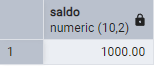 saldo
numeric (10,2)
1
1000.00